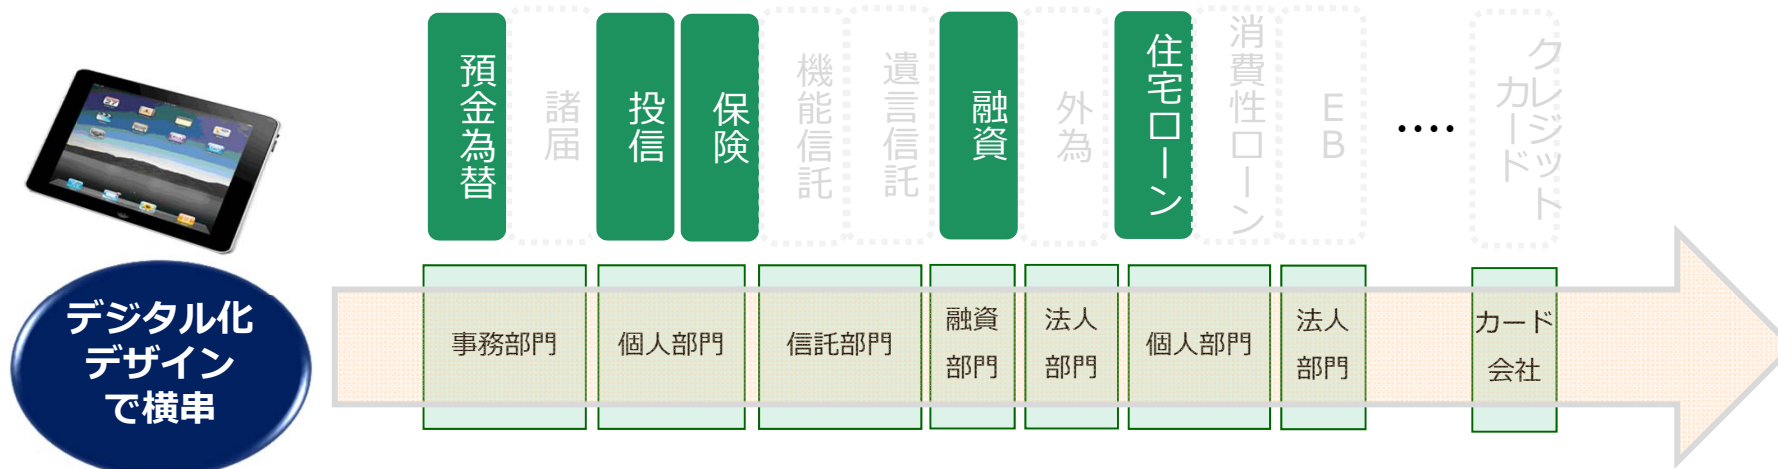 預金為替
諸届
投信
保険
機能信託
遺言信託
融資
外為
住宅ローン
消費性ローン
EB
••••
クレジット
カード
デジタル化
デザイン
で横串
事務部門
個人部門
信託部門
融資
部門
法人
部門
個人部門
法人
部門
カード
会社